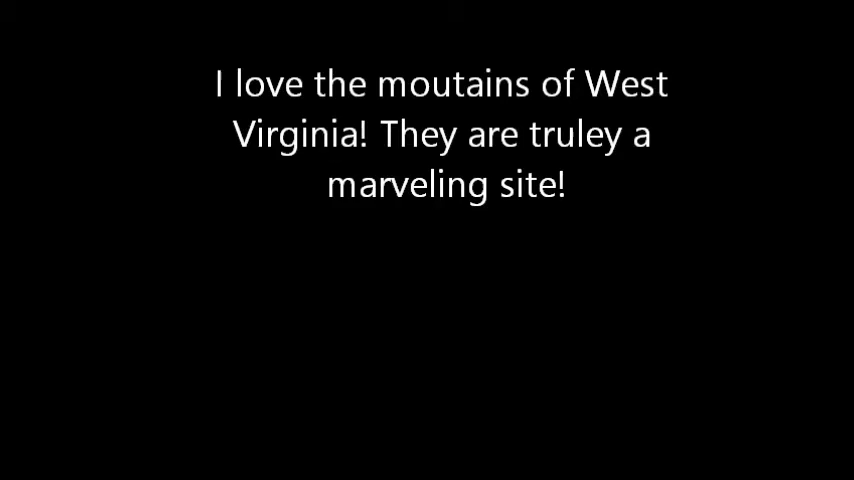 I love the moutains of West
Virginia! They are truley a
marveling site!